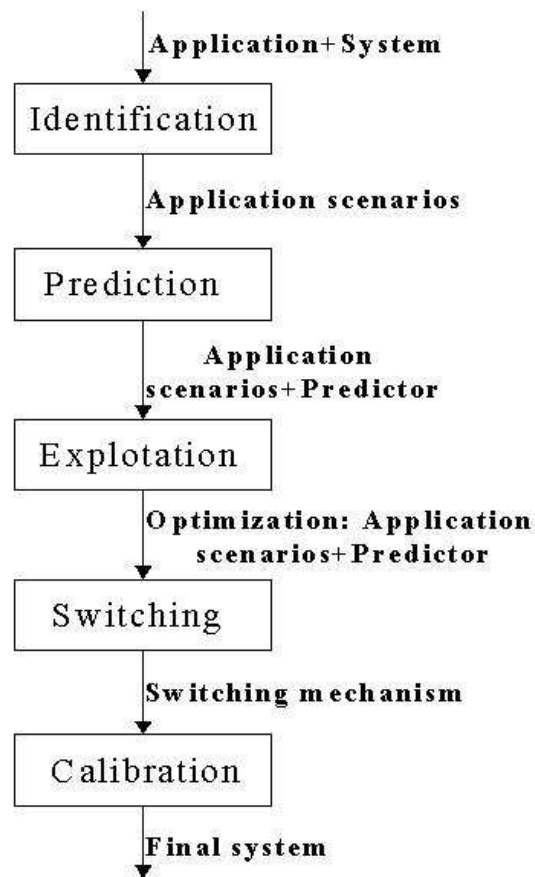 Application+System
Identification
Application scenarios
Prediction
Application
scenarios+Predictor
Explotation
Optimization: Application
scenarios+Predictor
Switching
Switching mechanism
Calibration
Final system